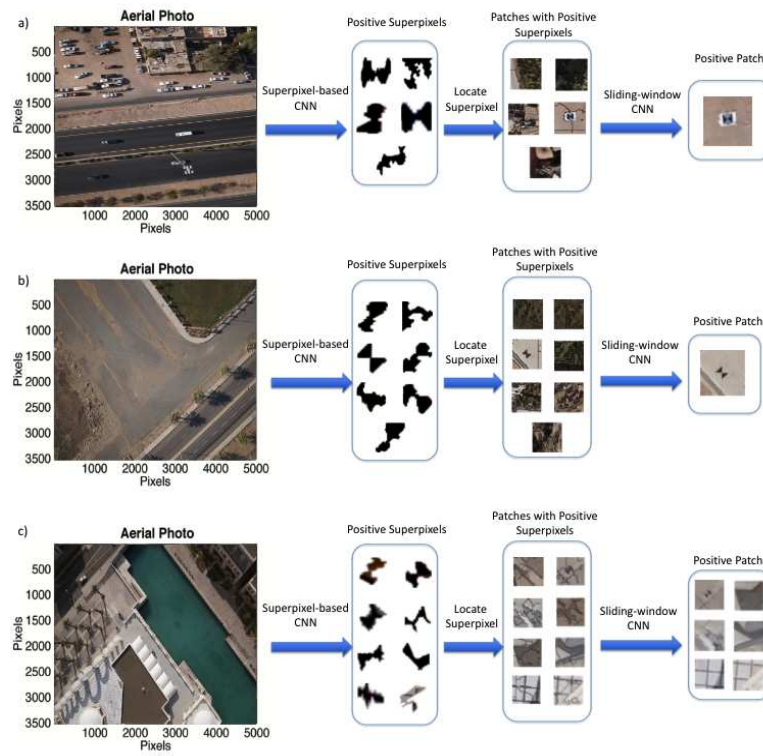 a)
Aerial Photo
Pixels
500
1000
1500
2000
2500
3000
3500
1000 2000 3000 4000 5000
Pixels
Superpixel-based
CNN
Positive Superpixels
Locate
Superpixel
Patches with Positive
Superpixels
Sliding-window
CNN
Positive Patch
b)
Aerial Photo
Pixels
500
1000
1500
2000
2500
3000
3500
1000 2000 3000 4000 5000
Pixels
Superpixel-based
CNN
Positive Superpixels
Locate
Superpixel
Patches with Positive
Superpixels
Sliding-window
CNN
Positive Patch
c)
Aerial Photo
Pixels
500
1000
1500
2000
2500
3000
3500
1000 2000 3000 4000 5000
Pixels
Superpixel-based
CNN
Positive Superpixels
Locate
Superpixel
Patches with Positive
Superpixels
Sliding-window
CNN
Positive Patch